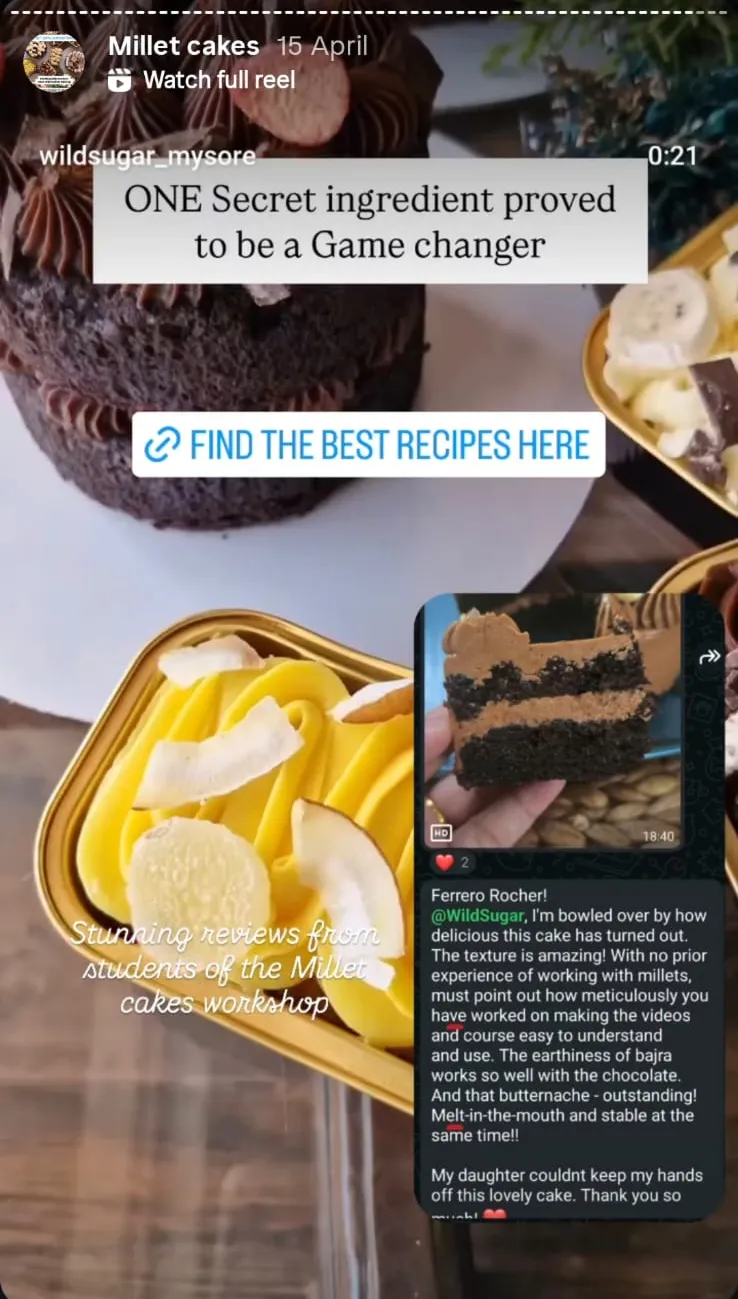 Millet cakes 15 April
Watch full reel
wildsugar_mysore 0:21
ONE Secret ingredient proved
to be a Game changer
FIND THE BEST RECIPES HERE
HD 18:40
2
Ferrero Rocher!
@WildSugar, I'm bowled over by how
delicious this cake has turned out.
The texture is amazing! With no prior
experience of working with millets,
must point out how meticulously you
have worked on making the videos
and course easy to understand
and use. The earthiness of bajra
works so well with the chocolate.
And that butternache - outstanding!
Melt-in-the-mouth and stable at the
same time!!
My daughter couldnt keep my hands
off this lovely cake. Thank you so
much!
Stunning reviews from
students of the Millet
cakes workshop